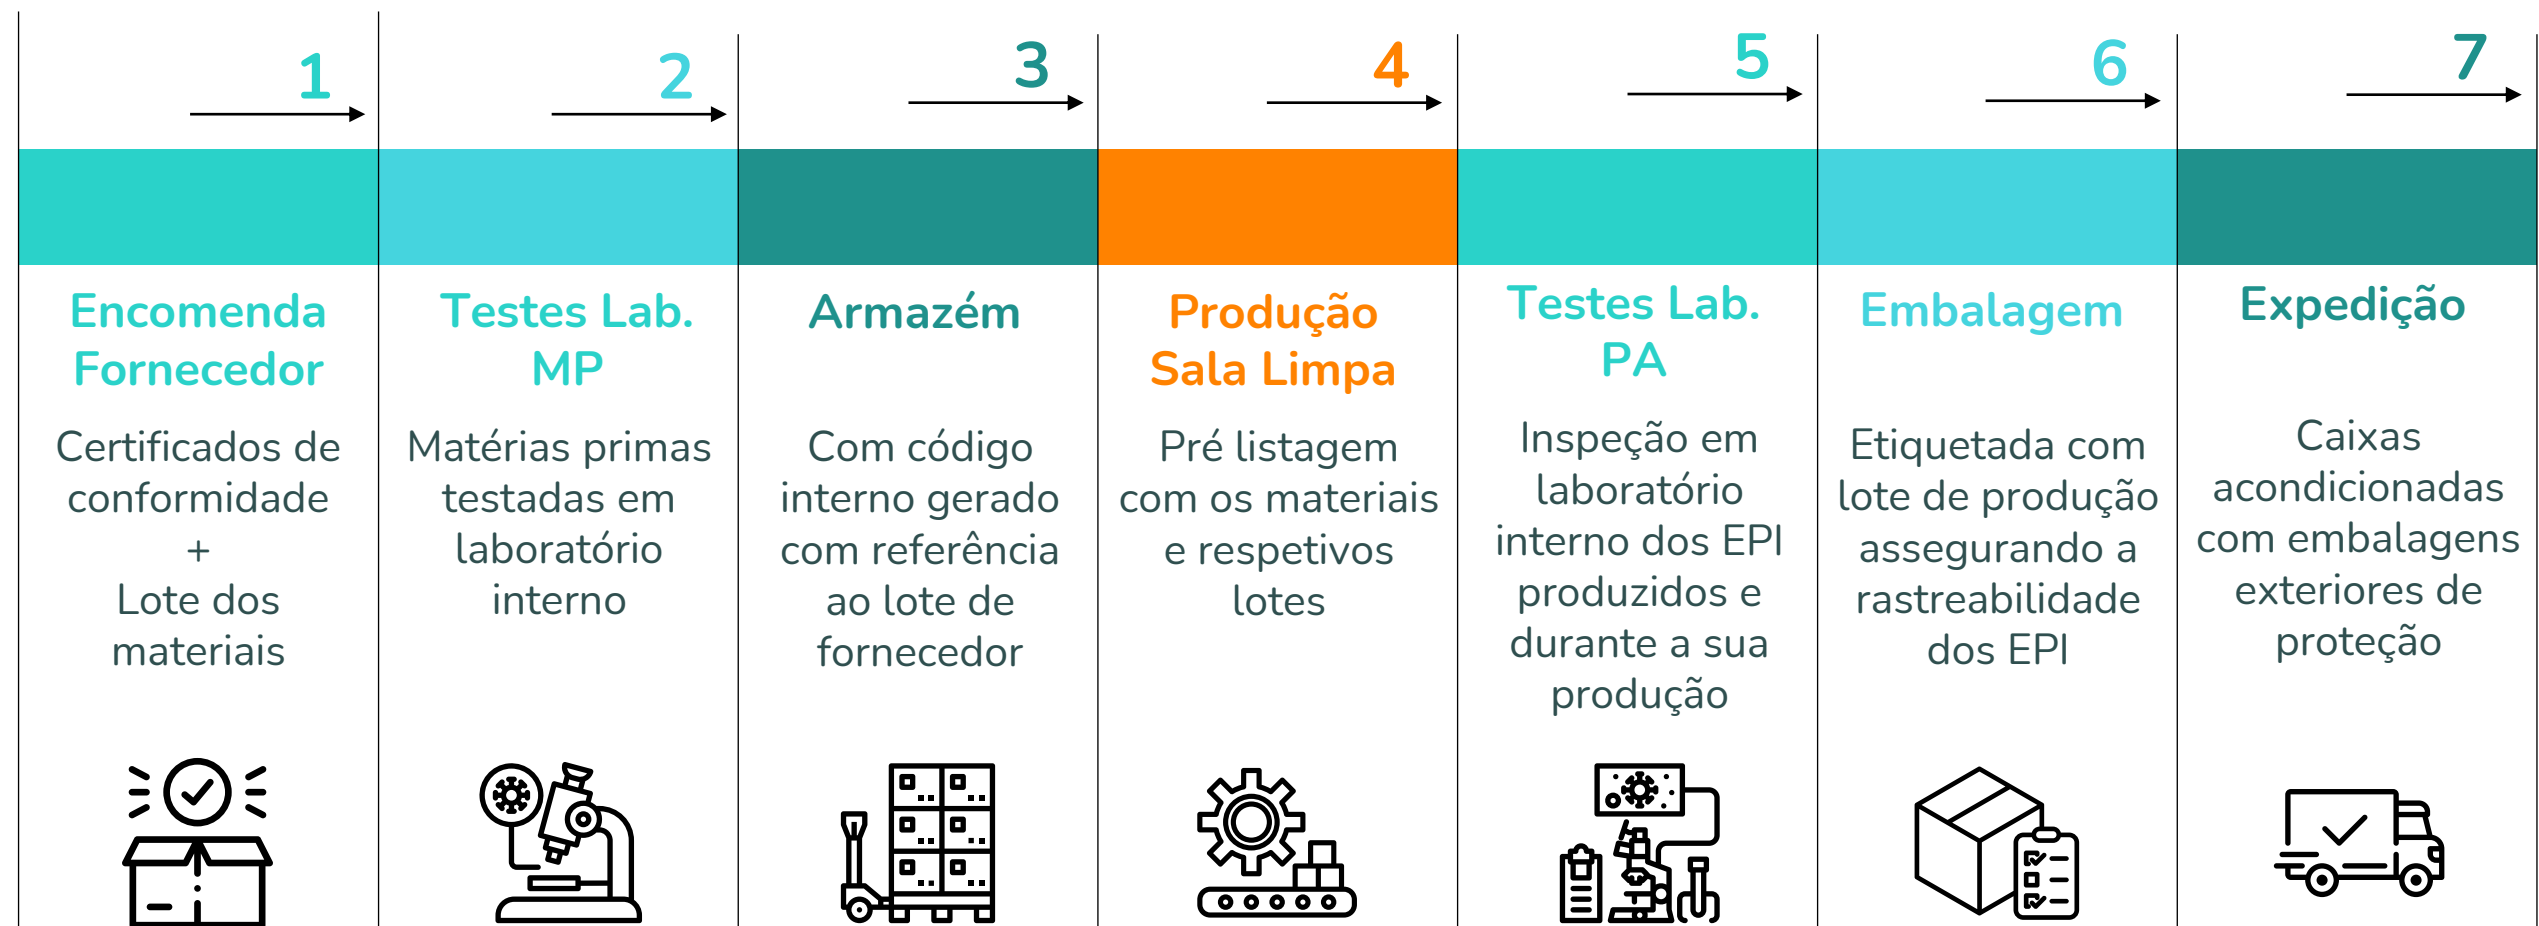 1
Encomenda
Fornecedor
Certificados de
conformidade
+
Lote dos
materiais
2
Testes Lab.
MP
Matérias primas
testadas em
laboratório
interno
3
Armazém
Com código
interno gerado
com referência
ao lote de
fornecedor
4
Produção
Sala Limpa
Pré listagem
com os materiais
e respetivos
lotes
5
Testes Lab.
PA
Inspeção em
laboratório
interno dos EPI
produzidos e
durante a sua
produção
6
Embalagem
Etiquetada com
lote de produção
assegurando a
rastreabilidade
dos EPI
7
Expedição
Caixas
acondicionadas
com embalagens
exteriores de
proteção